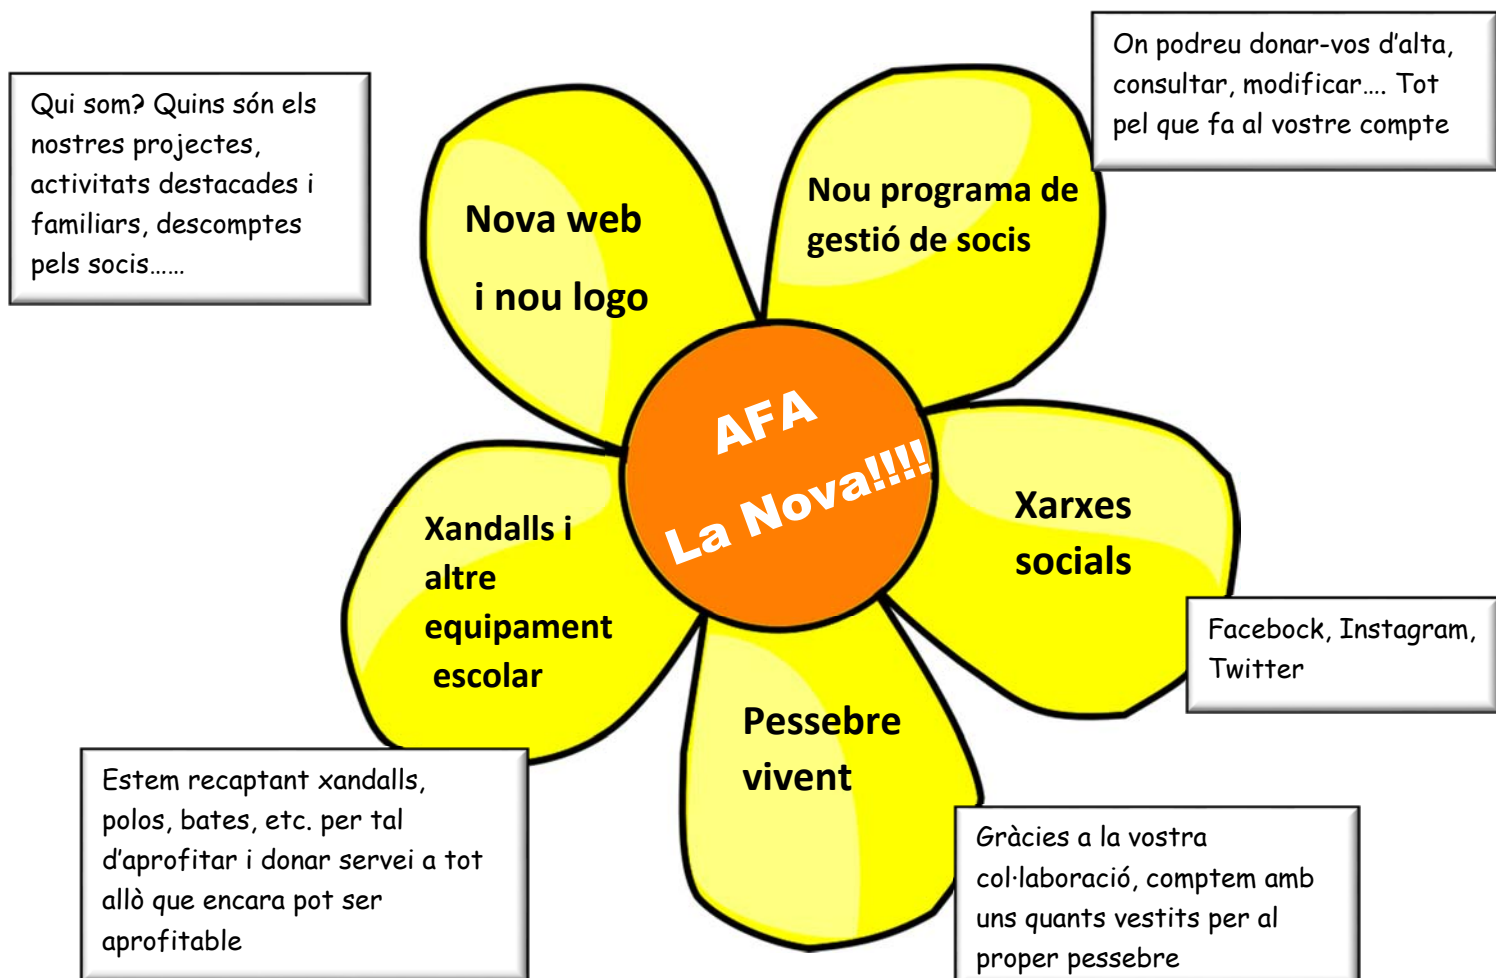 Qui som? Quins són els
nostres projectes,
activitats destacades i
familiars, descomptes
pels socis......
On podreu donar-vos d'alta,
consultar, modificar.... Tot
pel que fa al vostre compte
Nova web
i nou logo
Nou programa de
gestió de socis
AFA
La Nova!!!!
Xarxes
socials
Facebock, Instagram,
Twitter
Xandalls i
altre
equipament
escolar
Estem recaptant xandalls,
polos, bates, etc. per tal
d'aprofitar i donar servei a tot
allò que encara pot ser
aprofitable
Pessebre
vivent
Gràcies a la vostra
col·laboració, comptem amb
uns quants vestits per al
proper pessebre